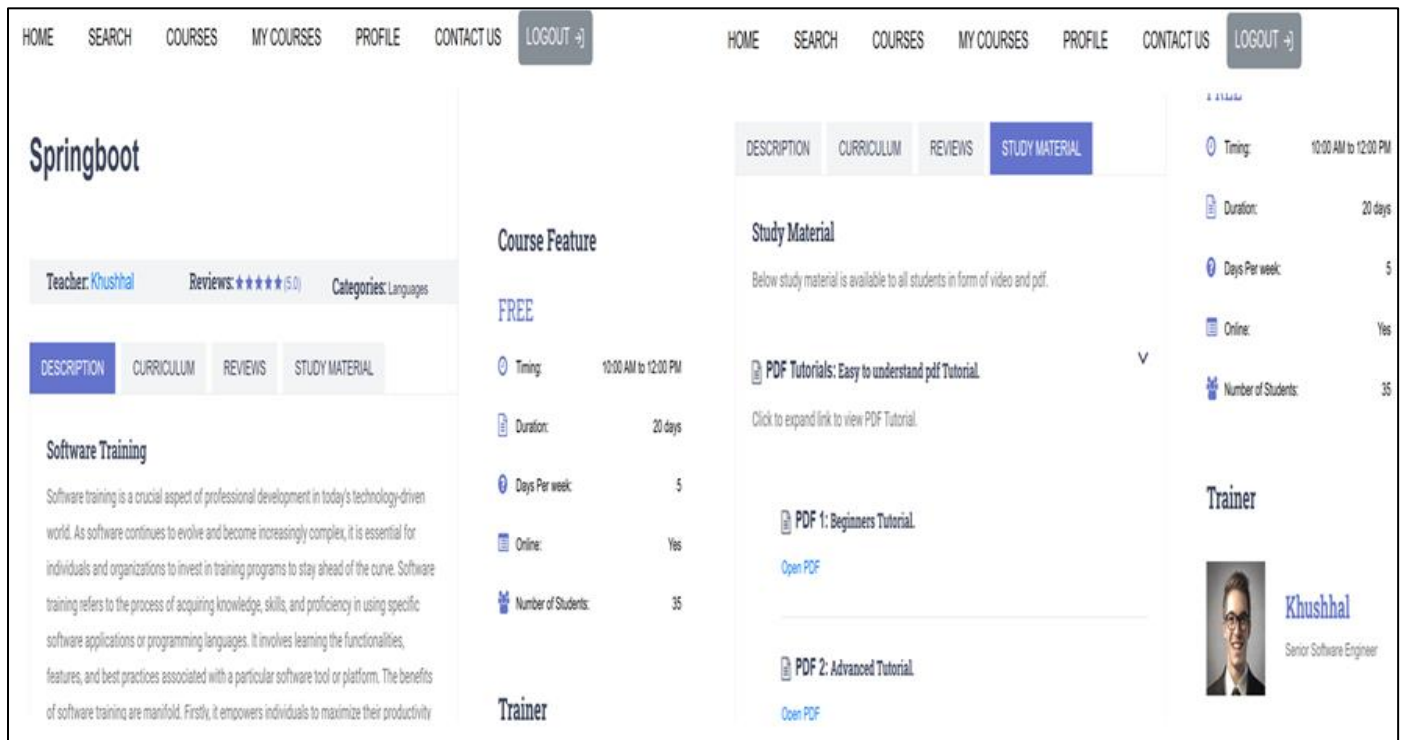 HOME SEARCH COURSES MY COURSES PROFILE CONTACT US LOGOUT
Springboot
Teacher: Khushhal Reviews: (5.0) Categories: Languages
DESCRIPTION CURRICULUM REVIEWS STUDY MATERIAL
Software Training
Software training is a crucial aspect of professional development in today's technology-driven
world. As software continues to evolve and become increasingly complex, it is essential for
individuals and organizations to invest in training programs to stay ahead of the curve. Software
training refers to the process of acquiring knowledge, skills, and proficiency in using specific
software applications or programming languages. It involves learning the functionalities,
features, and best practices associated with a particular software tool or platform. The benefits
of software training are manifold. Firstly, it empowers individuals to maximize their productivity
Course Feature
FREE
Timing: 10:00 AM to 12:00 PM
Duration: 20 days
Days Per week: 5
Online: Yes
Number of Students: 35
Trainer
HOME SEARCH COURSES MY COURSES PROFILE CONTACT US LOGOUT
DESCRIPTION CURRICULUM REVIEWS STUDY MATERIAL
Study Material
Below study material is available to all students in form of video and pdf.
PDF Tutorials: Easy to understand pdf Tutorial.
Click to expand link to view PDF Tutorial.
PDF 1: Beginners Tutorial.
Open PDF
PDF 2: Advanced Tutorial.
Open PDF
FREE
Timing: 10:00 AM to 12:00 PM
Duration: 20 days
Days Per week: 5
Online: Yes
Number of Students: 35
Trainer
Khushhal
Senior Software Engineer